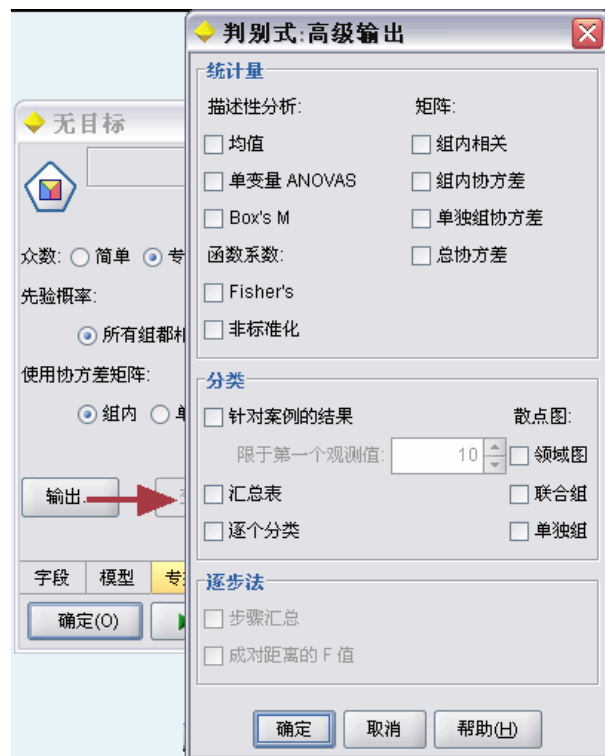 判别式:高级输出
统计量
描述性分析:
矩阵:
均值
组内相关
单变量 ANOVAS
组内协方差
Box's M
单独组协方差
函数系数:
总协方差
Fisher's
非标准化
分类
针对案例的结果
散点图:
限于第一个观测值:
10
领域图
汇总表
联合组
逐个分类
单独组
逐步法
步骤汇总
成对距离的 F 值
确定
取消
帮助(H)
无目标
众数:
简单
专
先验概率:
所有组都相
使用协方差矩阵:
组内
单
输出.
字段
模型
专
确定(O)